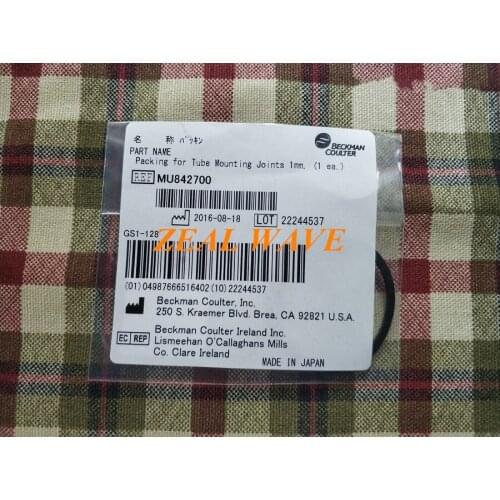 名 称 パッキン
PART NAME
Packing for Tube Mounting Joints 1mm. (1 ea.)
BECKMAN
COULTER
REF MU842700
2016-08-18 LOT 22244537
GS1-128
ZEAL WAVE
(01)04987666516402(10)22244537
Beckman Coulter, Inc.
250 S. Kraemer Blvd. Brea, CA 92821 U.S.A.
EC REP
Beckman Coulter Ireland Inc.
Lismeehan O'Callaghans Mills
Co. Clare Ireland
MADE IN JAPAN